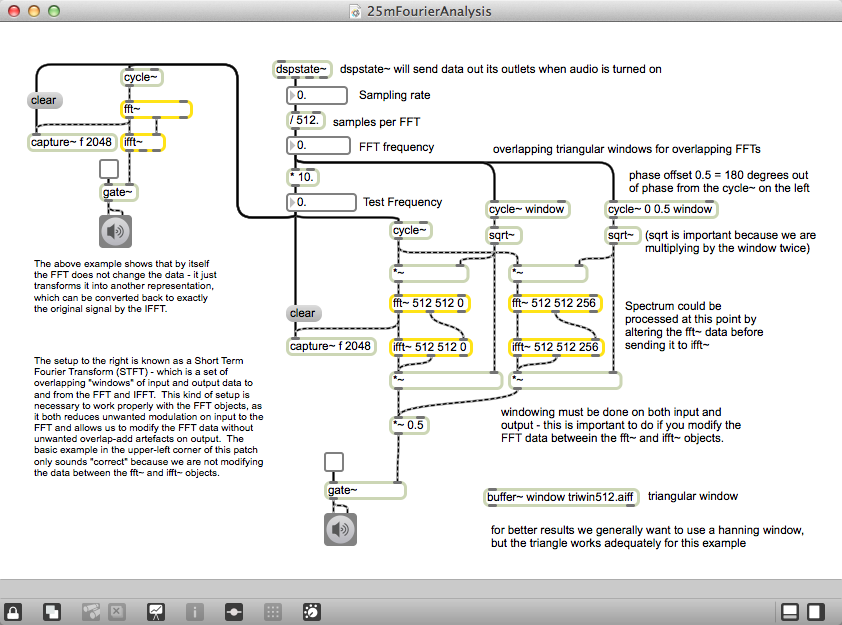 25mFourierAnalysis
cycle~
clear
fft~
capture~ f 2048
ifft~
gate~
The above example shows that by itself
the FFT does not change the data - it just
transforms it into another representation,
which can be converted back to exactly
the original signal by the IFFT.
The setup to the right is known as a Short Term
Fourier Transform (STFT) - which is a set of
overlapping "windows" of input and output data to
and from the FFT and IFFT. This kind of setup is
necessary to work properly with the FFT objects, as
it both reduces unwanted modulation on input to the
FFT and allows us to modify the FFT data without
unwanted overlap-add artefacts on output. The
basic example in the upper-left corner of this patch
only sounds "correct" because we are not modifying
the data between the fft~ and ifft~ objects.
dspstate~
dspstate~ will send data out its outlets when audio is turned on
0.
Sampling rate
/ 512.
samples per FFT
0.
FFT frequency
* 10.
0.
Test Frequency
overlapping triangular windows for overlapping FFTs
phase offset 0.5 = 180 degrees out
of phase from the cycle~ on the left
cycle~ window
cycle~ 0 0.5 window
cycle~
sqrt~
sqrt~
(sqrt is important because we are
multiplying by the window twice)
*~
*~
fft~ 512 512 0
fft~ 512 512 256
clear
Spectrum could be
processed at this point by
altering the fft~ data before
sending it to ifft~
capture~ f 2048
ifft~ 512 512 0
ifft~ 512 512 256
*~
*~
*~ 0.5
windowing must be done on both input and
output - this is important to do if you modify the
FFT data betweein the fft~ and ifft~ objects.
gate~
buffer~ window triwin512.aiff
triangular window
for better results we generally want to use a hanning window,
but the triangle works adequately for this example